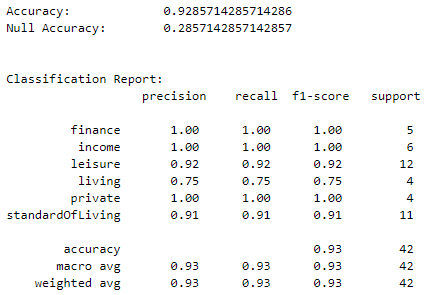 Accuracy: 0.9285714285714286
Null Accuracy: 0.2857142857142857
Classification Report:
precision recall f1-score support
finance 1.00 1.00 1.00 5
income 1.00 1.00 1.00 6
leisure 0.92 0.92 0.92 12
living 0.75 0.75 0.75 4
private 1.00 1.00 1.00 4
standardOfLiving 0.91 0.91 0.91 11
accuracy 0.93 42
macro avg 0.93 0.93 0.93 42
weighted avg 0.93 0.93 0.93 42